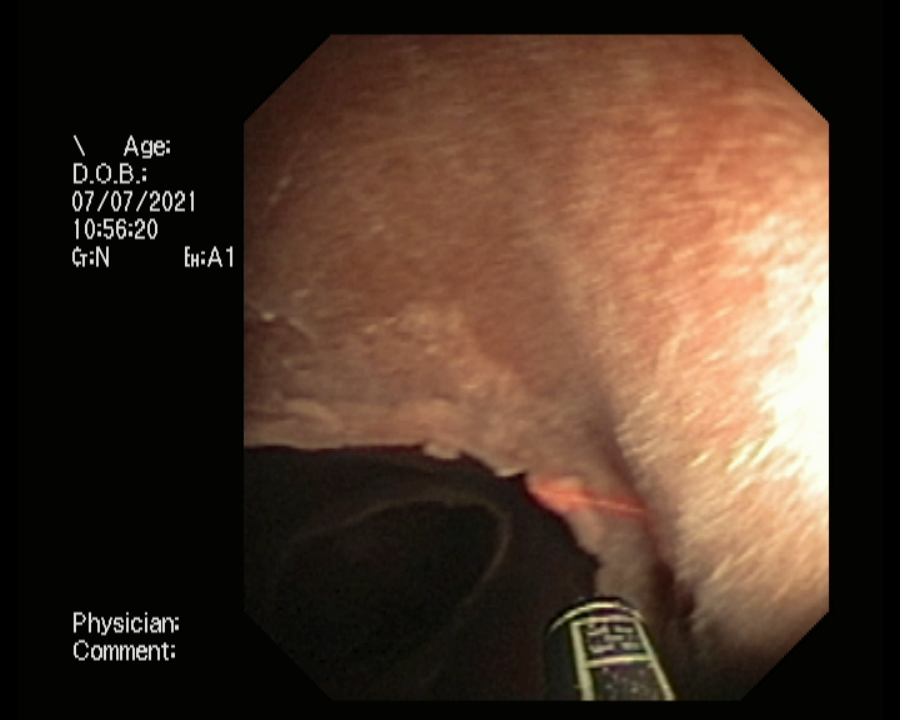 \ Age:
D.O.B.:
07/07/2021
10:56:20
Cr:N EH:A1
Physician:
Comment: